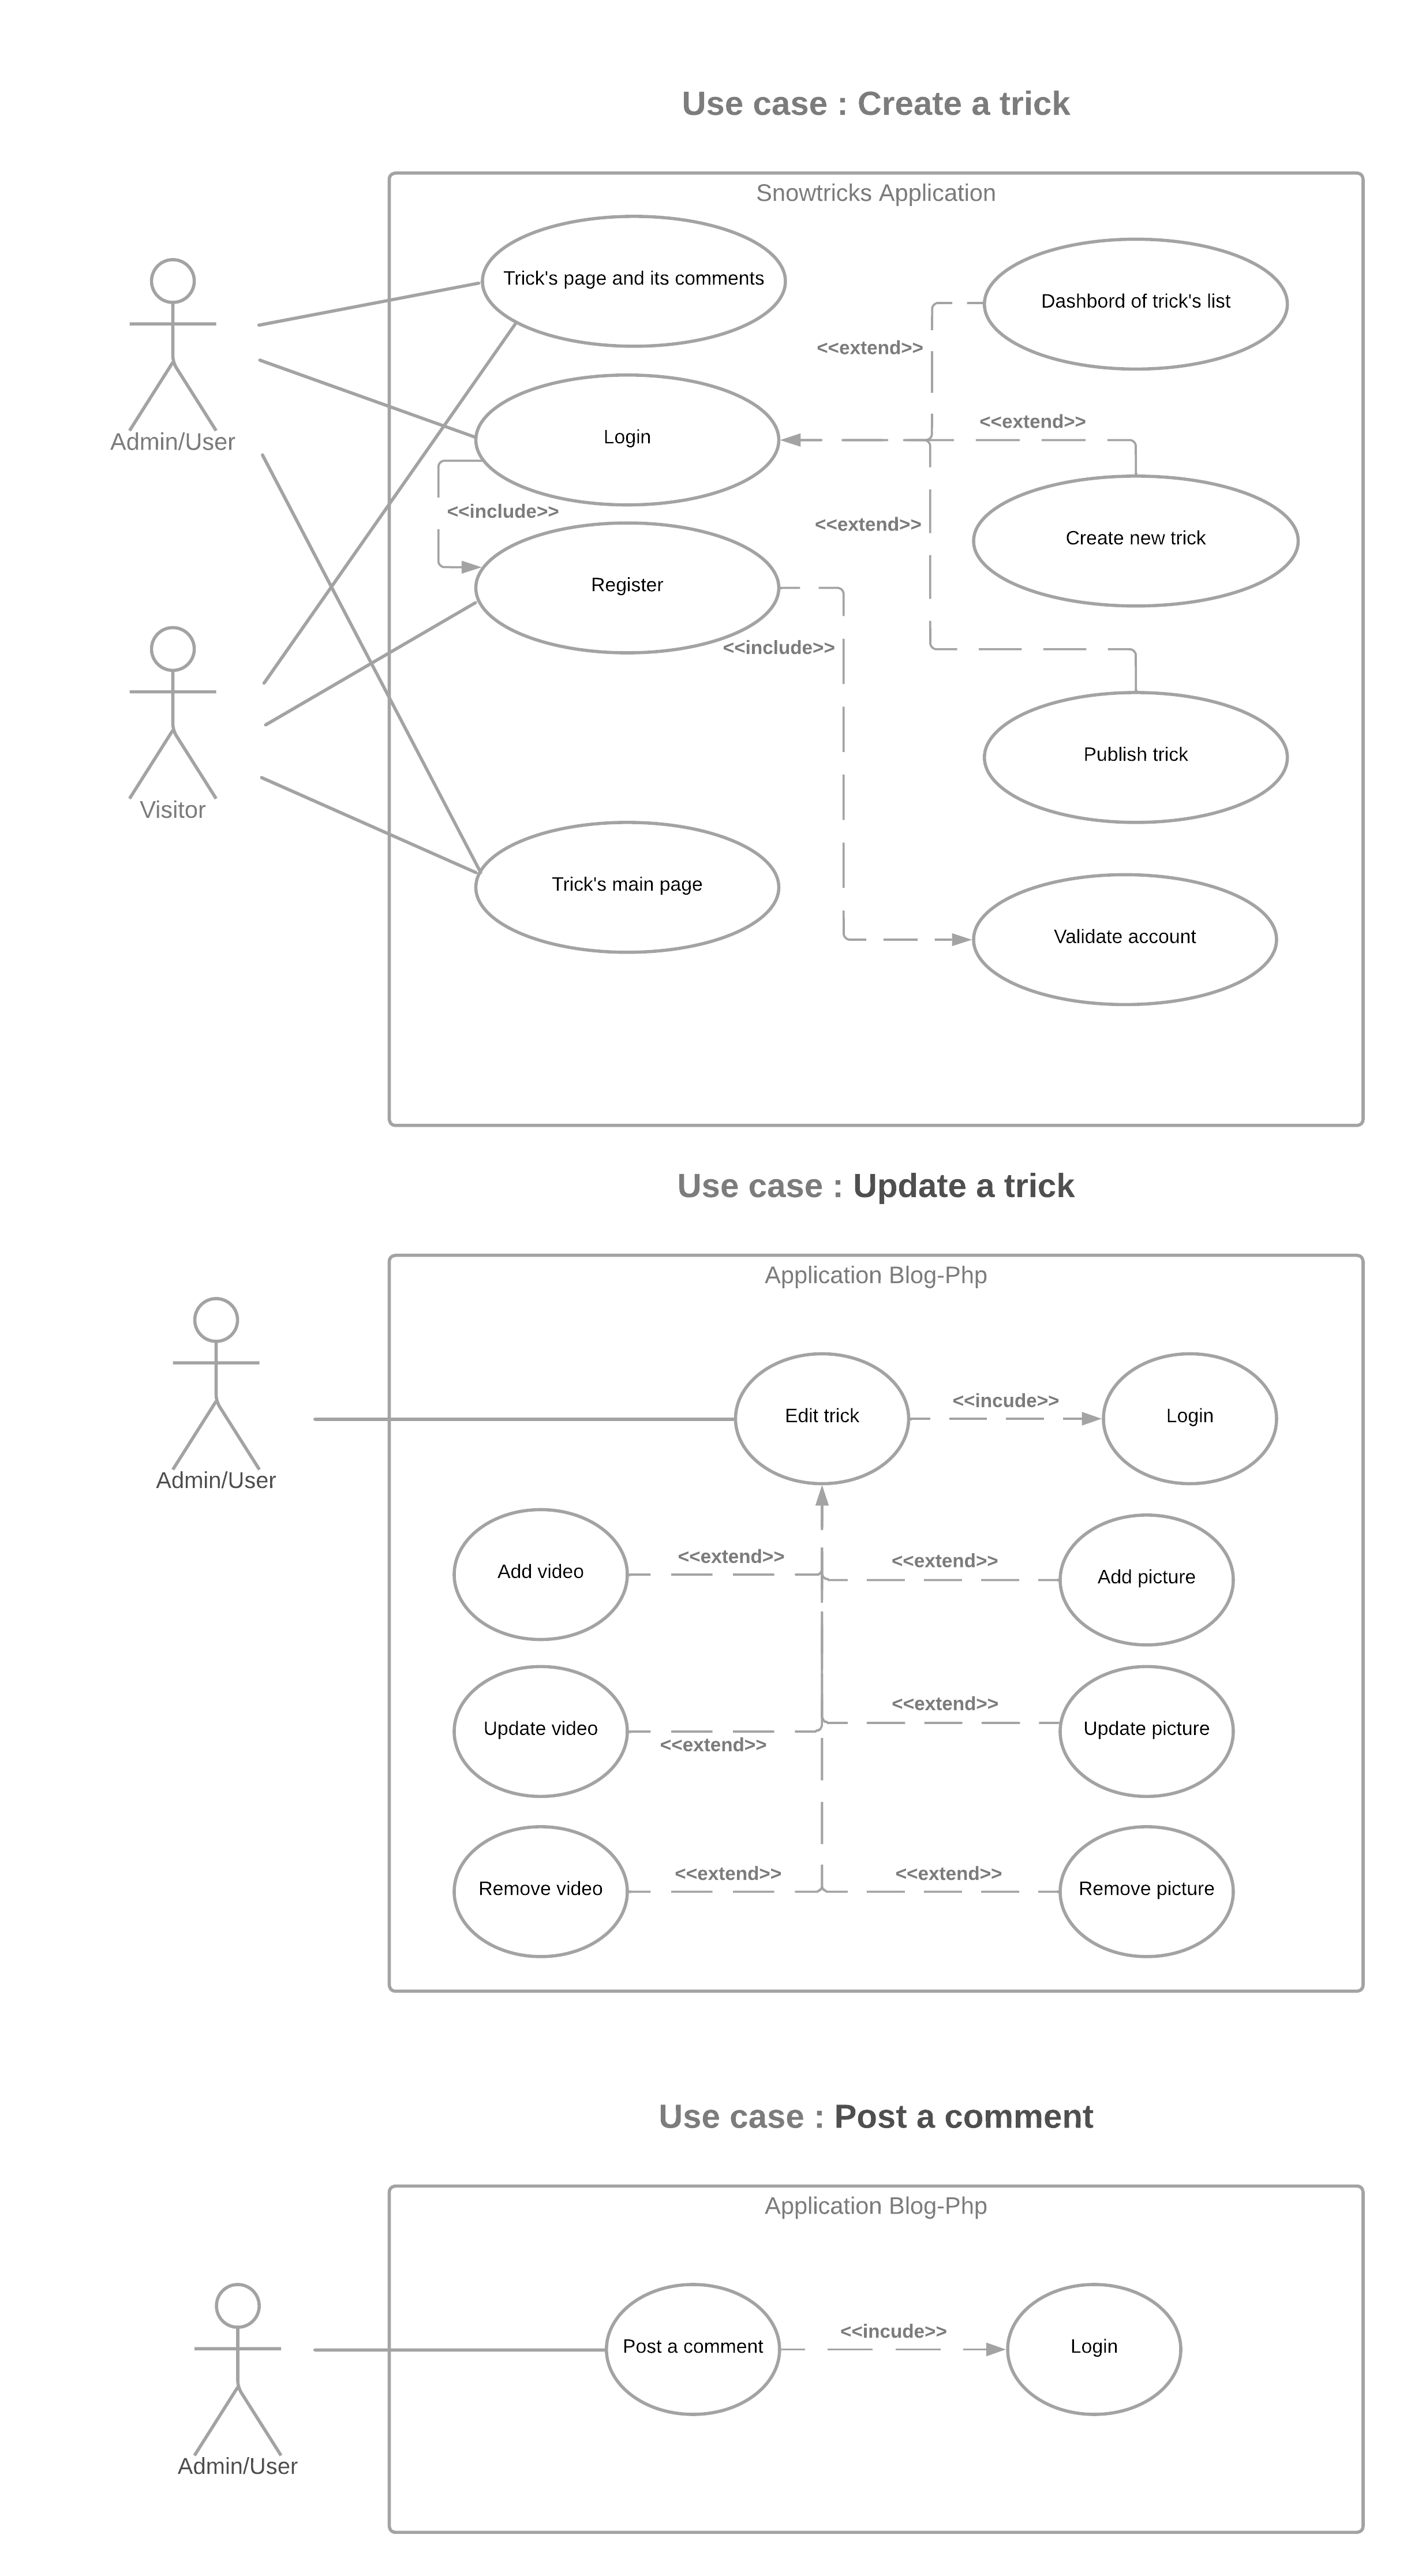 Use case : Create a trick
Snowtricks Application
Trick's page and its comments
Dashbord of trick's list
<<extend>>
Admin/User
Login
<<extend>>
<<include>>
<<extend>>
Create new trick
Register
<<include>>
Visitor
Publish trick
Trick's main page
Validate account
Use case : Update a trick
Application Blog-Php
Admin/User
Edit trick
<<incude>>
Login
Add video
<<extend>>
<<extend>>
Add picture
Update video
<<extend>>
<<extend>>
Update picture
Remove video
<<extend>>
<<extend>>
Remove picture
Use case : Post a comment
Application Blog-Php
Post a comment
<<incude>>
Login
Admin/User